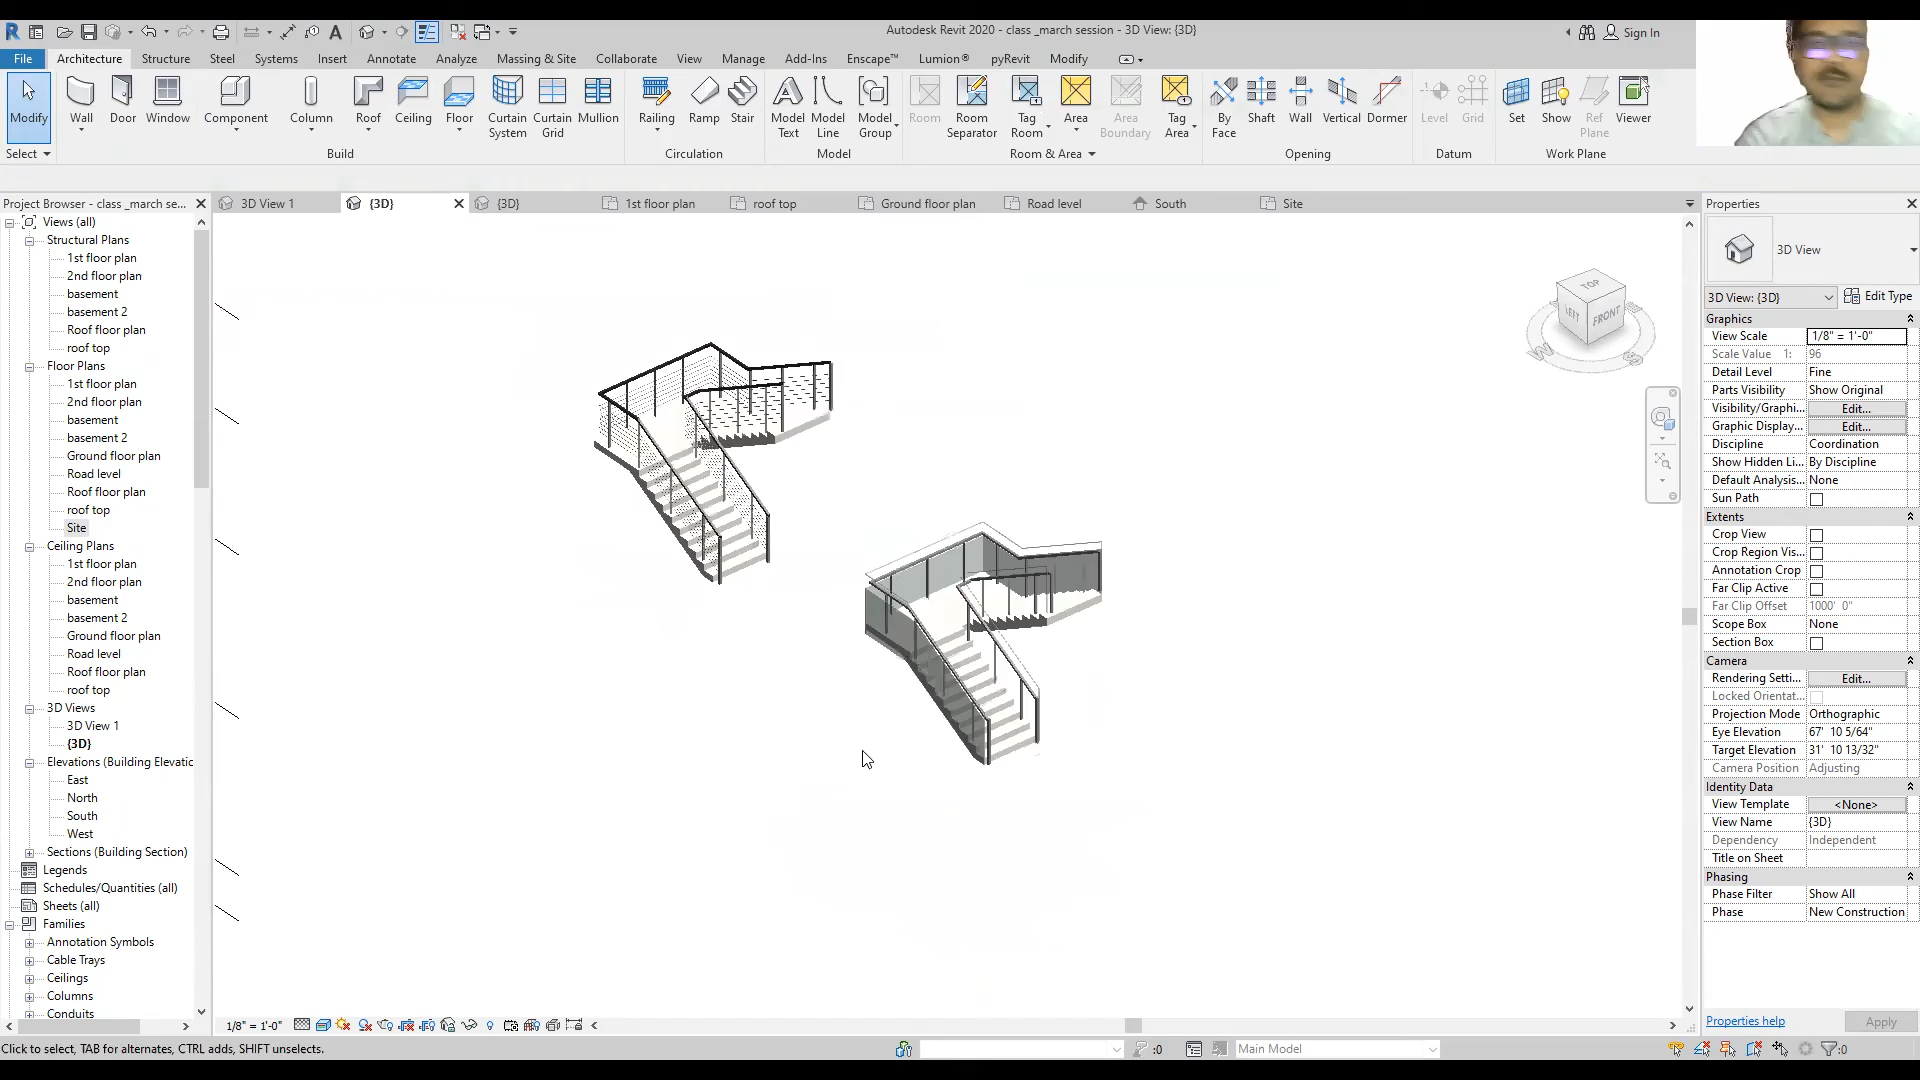 Autodesk Revit 2020 - class _march session - 3D View: {3D}
Sign In
File Architecture Structure Steel Systems Insert Annotate Analyze Massing & Site Collaborate View Manage Add-Ins Enscape™ Lumion® pyRevit Modify
Modify Wall Door Window Component Column Roof Ceiling Floor Curtain System Curtain Grid Mullion Railing Ramp Stair Model Text Model Line Model Group Room Room Separator Tag Room Area Area Boundary Tag Area By Face Shaft Wall Vertical Dormer Level Grid Set Show Ref Plane Viewer
Select Build Circulation Model Room & Area Opening Datum Work Plane
Project Browser - class _march se...
3D View 1 {3D} {3D} 1st floor plan roof top Ground floor plan Road level South Site
Views (all)
Structural Plans
1st floor plan
2nd floor plan
basement
basement 2
Roof floor plan
roof top
Floor Plans
1st floor plan
2nd floor plan
basement
basement 2
Ground floor plan
Road level
Roof floor plan
roof top
Site
Ceiling Plans
1st floor plan
2nd floor plan
basement
basement 2
Ground floor plan
Road level
Roof floor plan
roof top
3D Views
3D View 1
{3D}
Elevations (Building Elevatic
East
North
South
West
Sections (Building Section)
Legends
Schedules/Quantities (all)
Sheets (all)
Families
Annotation Symbols
Cable Trays
Ceilings
Columns
Conduits
TOP
LEFT FRONT
W S
Properties
3D View
3D View: {3D} Edit Type
Graphics
View Scale 1/8" = 1'-0"
Scale Value 1: 96
Detail Level Fine
Parts Visibility Show Original
Visibility/Graphi... Edit...
Graphic Display... Edit...
Discipline Coordination
Show Hidden Li... By Discipline
Default Analysis... None
Sun Path
Extents
Crop View
Crop Region Vis...
Annotation Crop
Far Clip Active
Far Clip Offset 1000' 0"
Scope Box None
Section Box
Camera
Rendering Setti... Edit...
Locked Orientat...
Projection Mode Orthographic
Eye Elevation 67' 10 5/64"
Target Elevation 31' 10 13/32"
Camera Position Adjusting
Identity Data
View Template <None>
View Name {3D}
Dependency Independent
Title on Sheet
Phasing
Phase Filter Show All
Phase New Construction
Properties help Apply
1/8" = 1'-0"
Click to select, TAB for alternates, CTRL adds, SHIFT unselects.
:0 Main Model :0